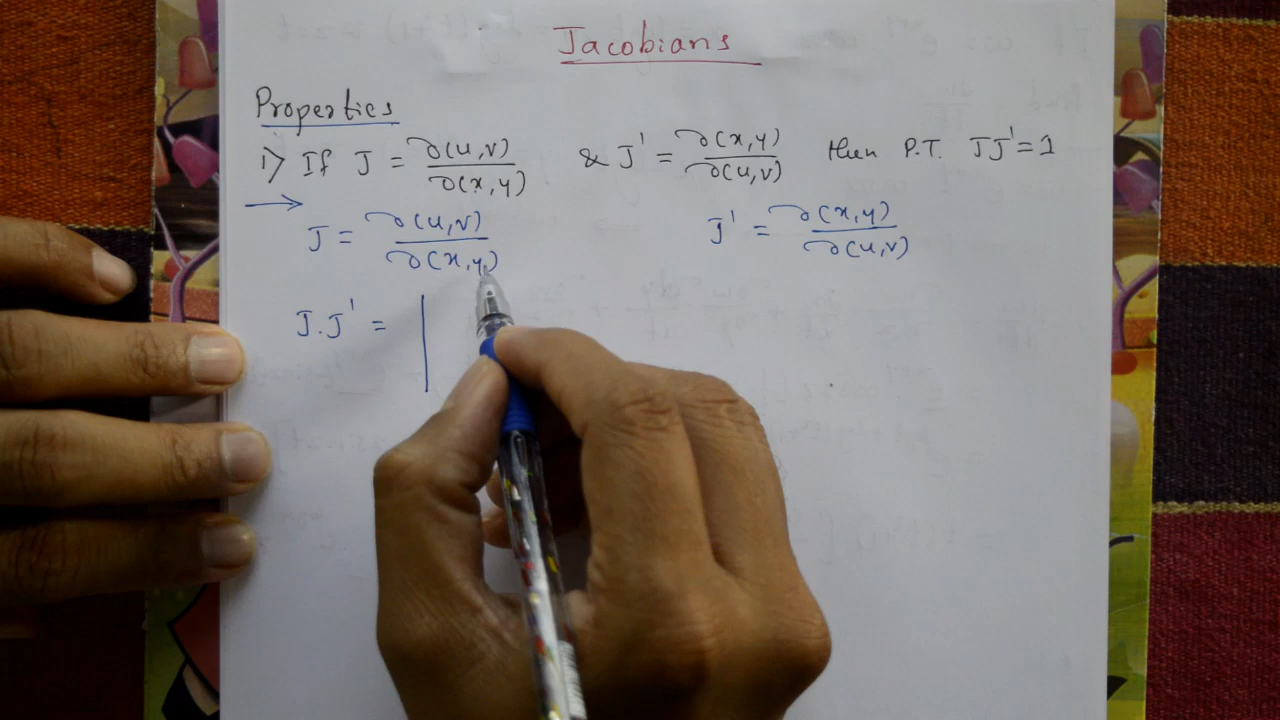 Jacobians
Properties
1) If J = ∂(u,v)/∂(x,y) & J' = ∂(x,y)/∂(u,v) then P.T. JJ'=1
→
J = ∂(u,v)/∂(x,y) J' = ∂(x,y)/∂(u,v)
J.J' = |